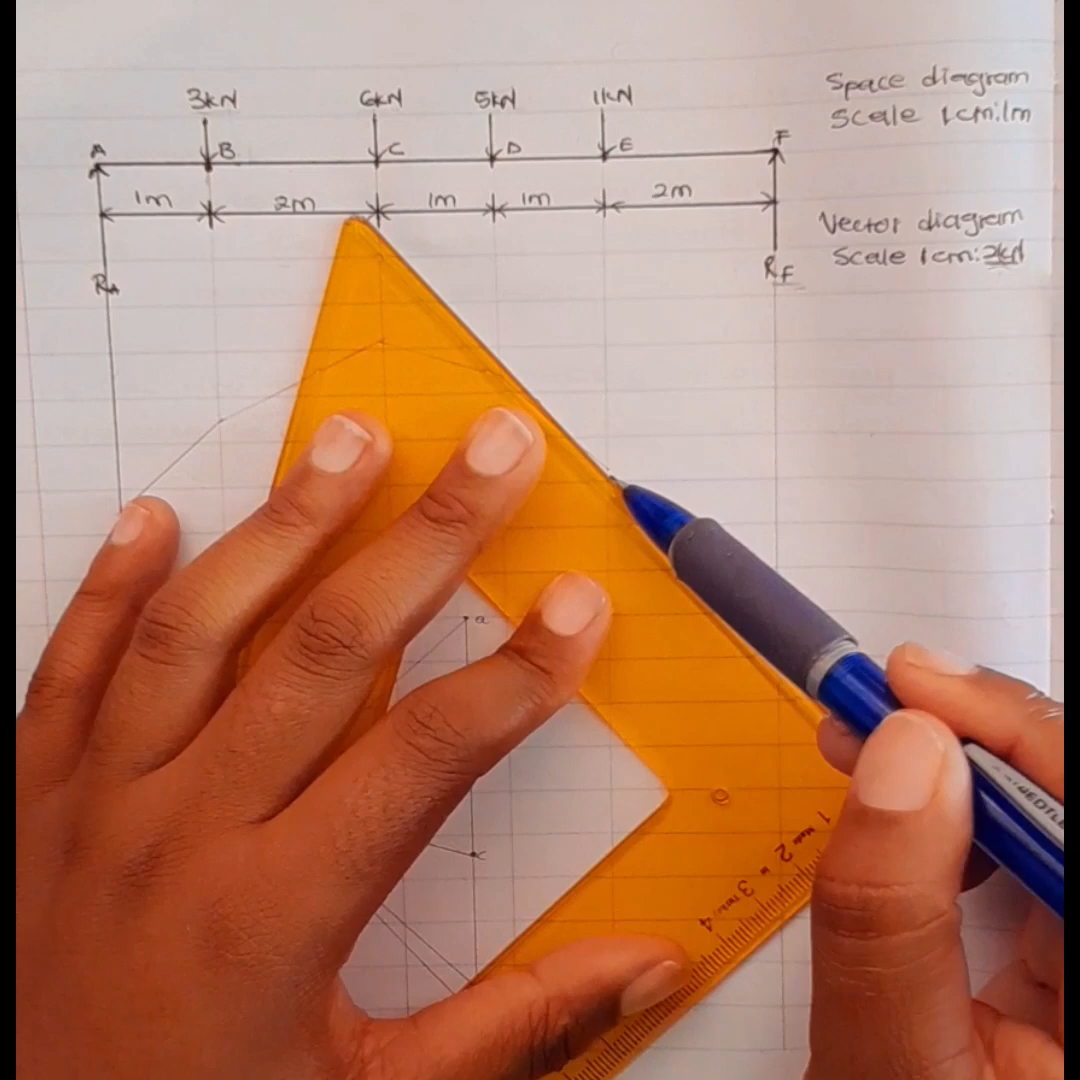 3kN 6kN 5kN 1kN
A B C D E F
1m 2m 1m 1m 2m
RA RF
Space diagram
Scale 1cm:1m
Vector diagram
Scale 1cm:2kN
a
c
1 2 3 4